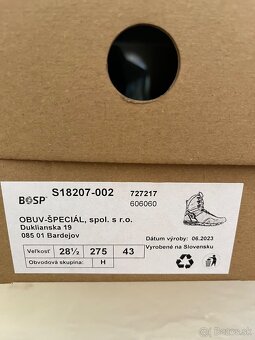 S18207-002
727217
606060
BOSP
OBUV-ŠPECIÁL, spol. s r.o.
Duklianska 19
085 01 Bardejov
Dátum výroby: 06.2023
Vyrobené na Slovensku
Veľkosť 28½ 275 43
Obvodová skupina: H
bazos.sk